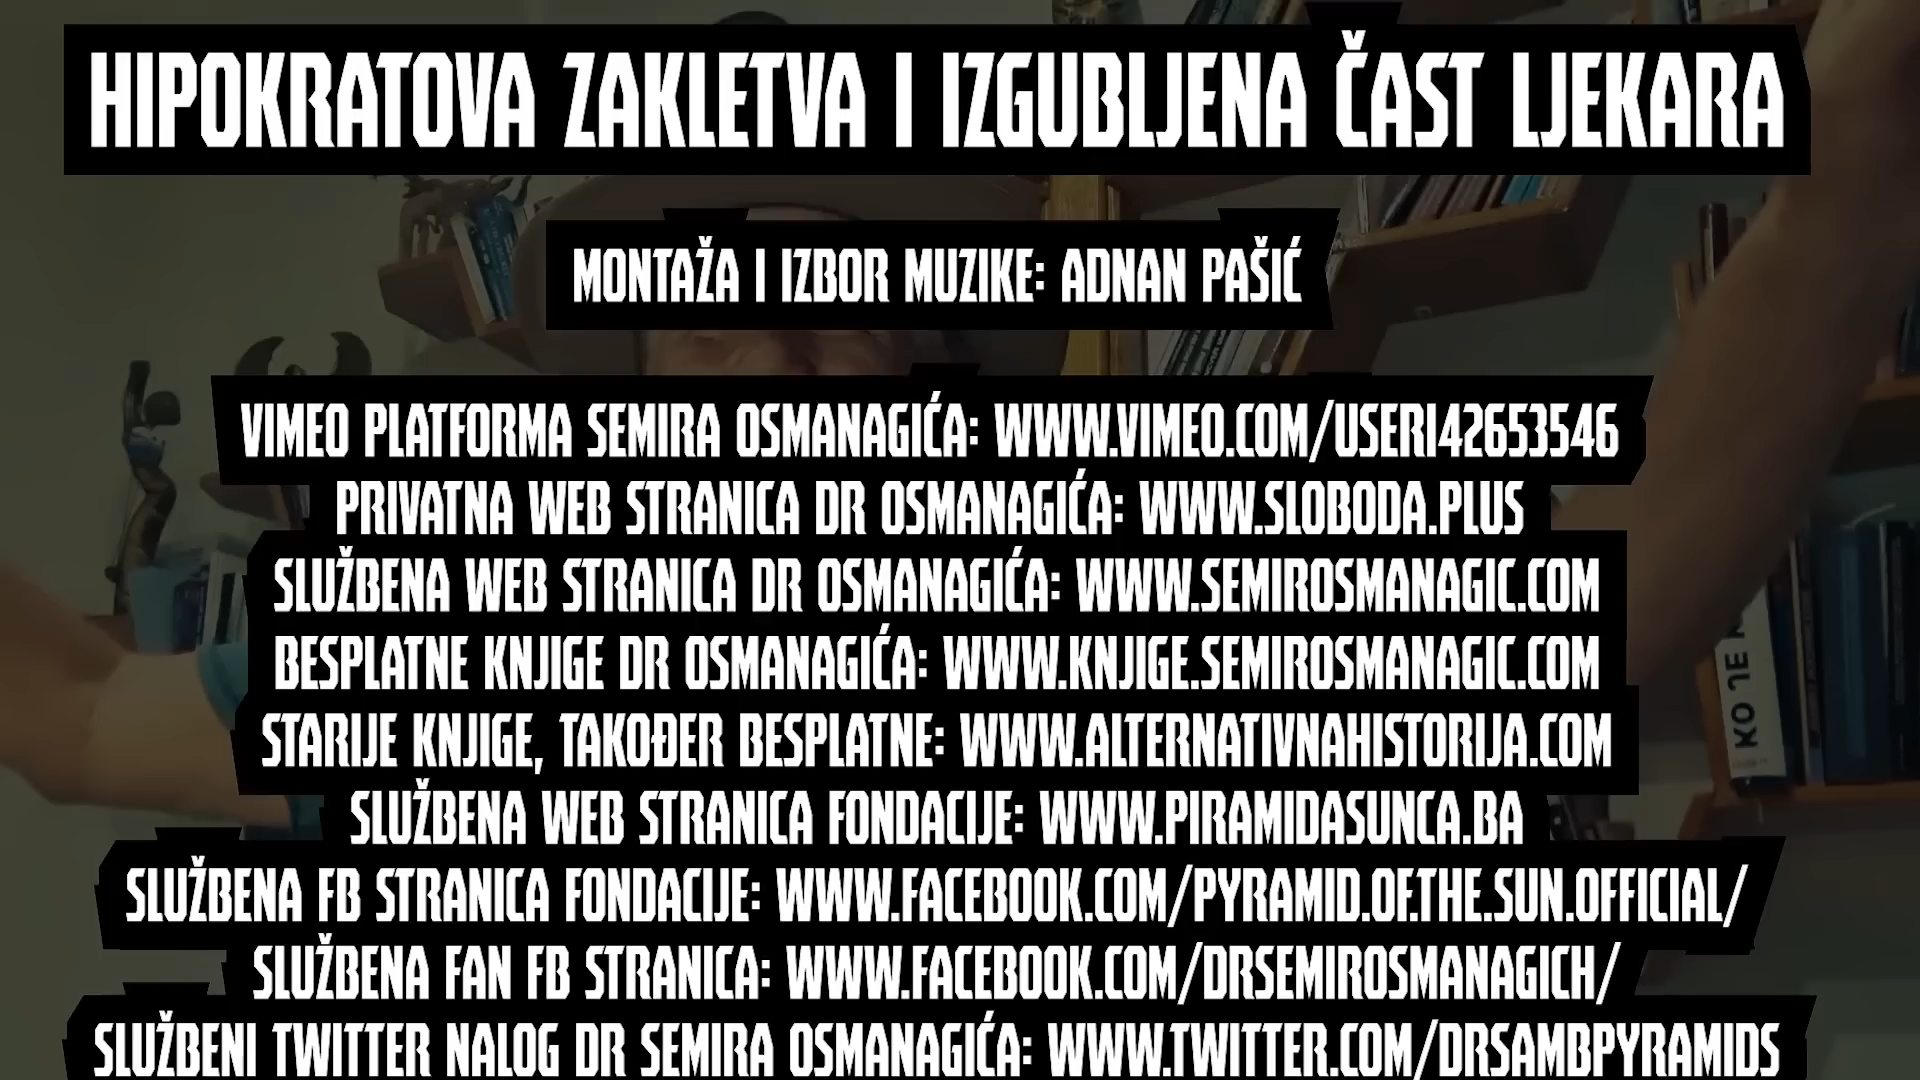 HIPOKRATOVA ZAKLETVA I IZGUBLJENA ČAST LJEKARA
MONTAŽA I IZBOR MUZIKE: ADNAN PAŠIĆ
VIMEO PLATFORMA SEMIRA OSMANAGIĆA: WWW.VIMEO.COM/USER142653546
PRIVATNA WEB STRANICA DR OSMANAGIĆA: WWW.SLOBODA.PLUS
SLUŽBENA WEB STRANICA DR OSMANAGIĆA: WWW.SEMIROSMANAGIC.COM
BESPLATNE KNJIGE DR OSMANAGIĆA: WWW.KNJIGE.SEMIROSMANAGIC.COM
STARIJE KNJIGE, TAKOĐER BESPLATNE: WWW.ALTERNATIVNAHISTORIJA.COM
SLUŽBENA WEB STRANICA FONDACIJE: WWW.PIRAMIDASUNCA.BA
SLUŽBENA FB STRANICA FONDACIJE: WWW.FACEBOOK.COM/PYRAMID.OF.THE.SUN.OFFICIAL/
SLUŽBENA FAN FB STRANICA: WWW.FACEBOOK.COM/DRSEMIROSMANAGICH/
SLUŽBENI TWITTER NALOG DR SEMIRA OSMANAGIĆA: WWW.TWITTER.COM/DRSAMBPYRAMIDS
KO JE